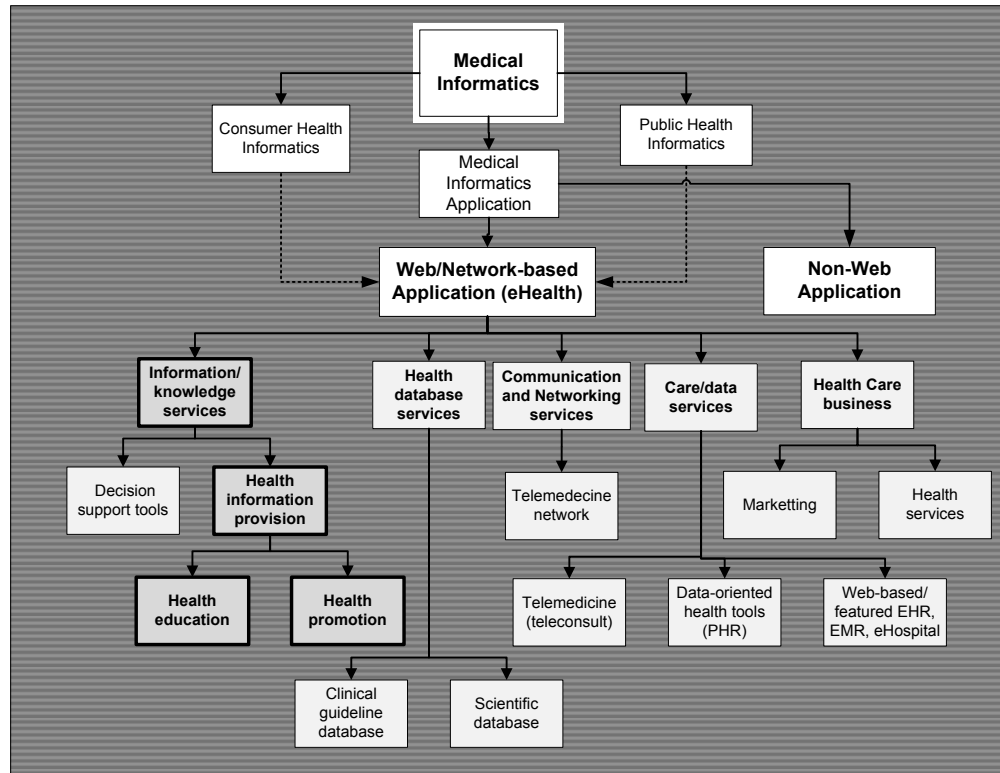 Medical
Informatics
Consumer Health
Informatics
Public Health
Informatics
Medical
Informatics
Application
Web/Network-based
Application (eHealth)
Non-Web
Application
Information/
knowledge
services
Health
database
services
Communication
and Networking
services
Care/data
services
Health Care
business
Decision
support tools
Health
information
provision
Telemedecine
network
Marketting
Health
services
Health
education
Health
promotion
Telemedicine
(teleconsult)
Data-oriented
health tools
(PHR)
Web-based/
featured EHR,
EMR, eHospital
Clinical
guideline
database
Scientific
database